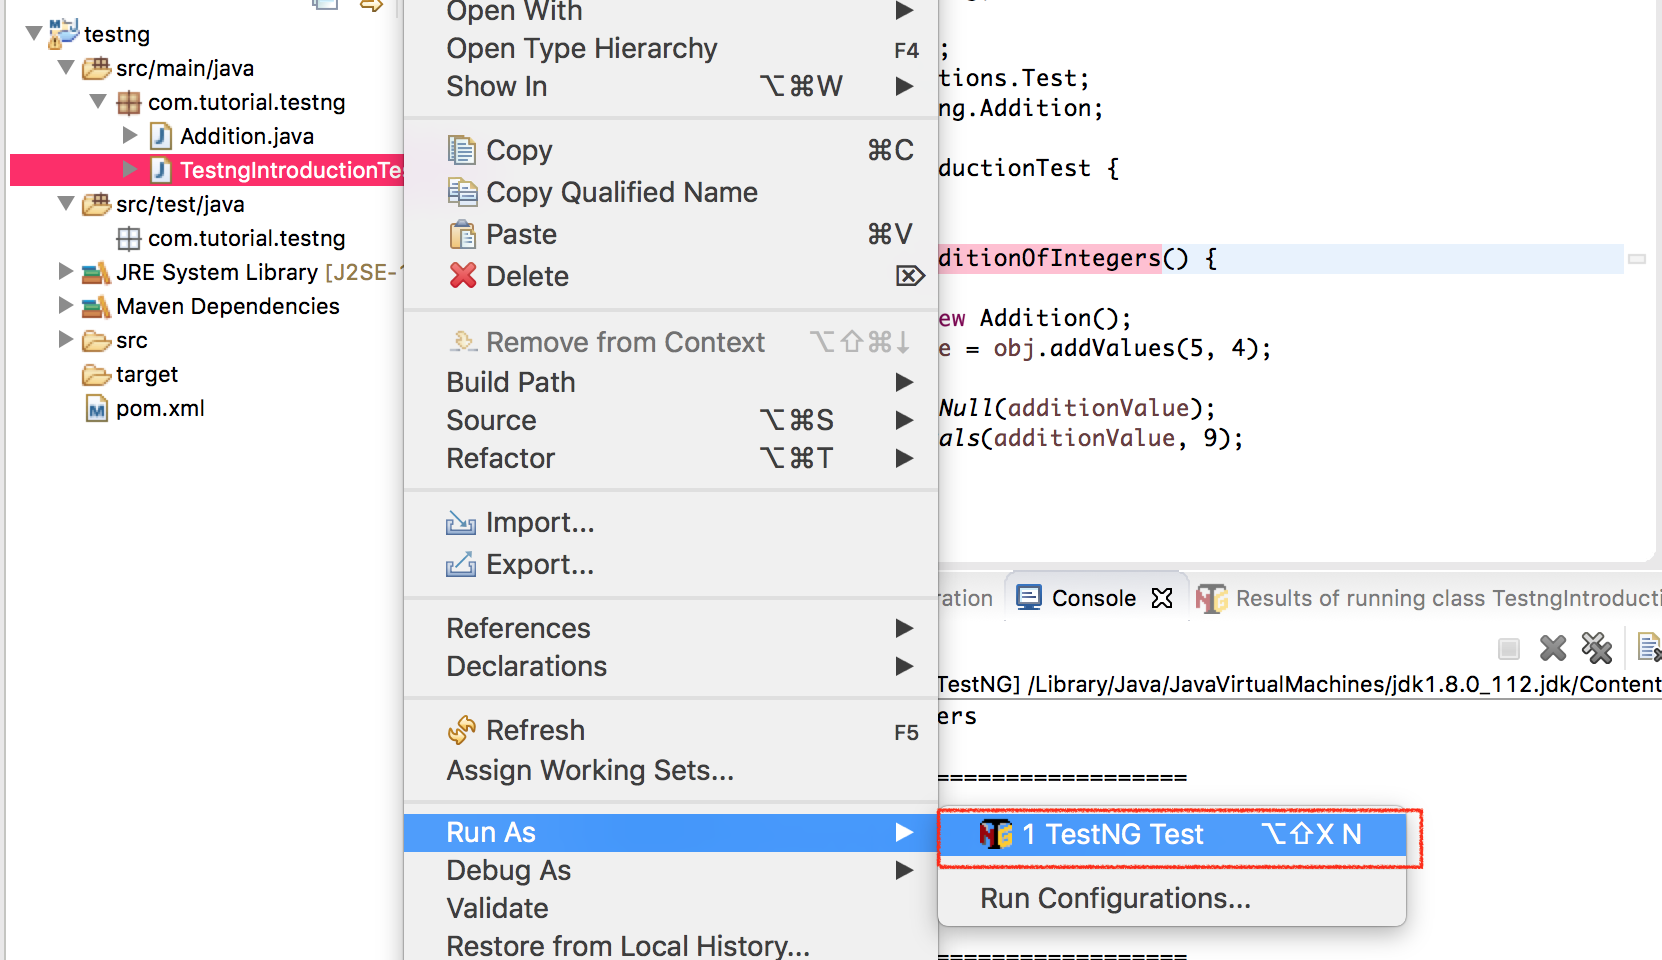 testng
src/main/java
com.tutorial.testng
Addition.java
TestngIntroductionTes
src/test/java
com.tutorial.testng
JRE System Library [J2SE-1
Maven Dependencies
src
target
pom.xml
Open With
Open Type Hierarchy F4
Show In ⌥⌘W
Copy ⌘C
Copy Qualified Name
Paste ⌘V
Delete ⌦
Remove from Context ⌥⇧⌘↓
Build Path
Source ⌥⌘S
Refactor ⌥⌘T
Import...
Export...
References
Declarations
Refresh F5
Assign Working Sets...
Run As
Debug As
Validate
Restore from Local History...
1 TestNG Test ⌥⇧X N
Run Configurations...
;
tions.Test;
ng.Addition;
ductionTest {
ditionOfIntegers() {
ew Addition();
e = obj.addValues(5, 4);
Null(additionValue);
als(additionValue, 9);
ration
Console
Results of running class TestngIntroducti
TestNG] /Library/Java/JavaVirtualMachines/jdk1.8.0_112.jdk/Content
ers
==================
==================